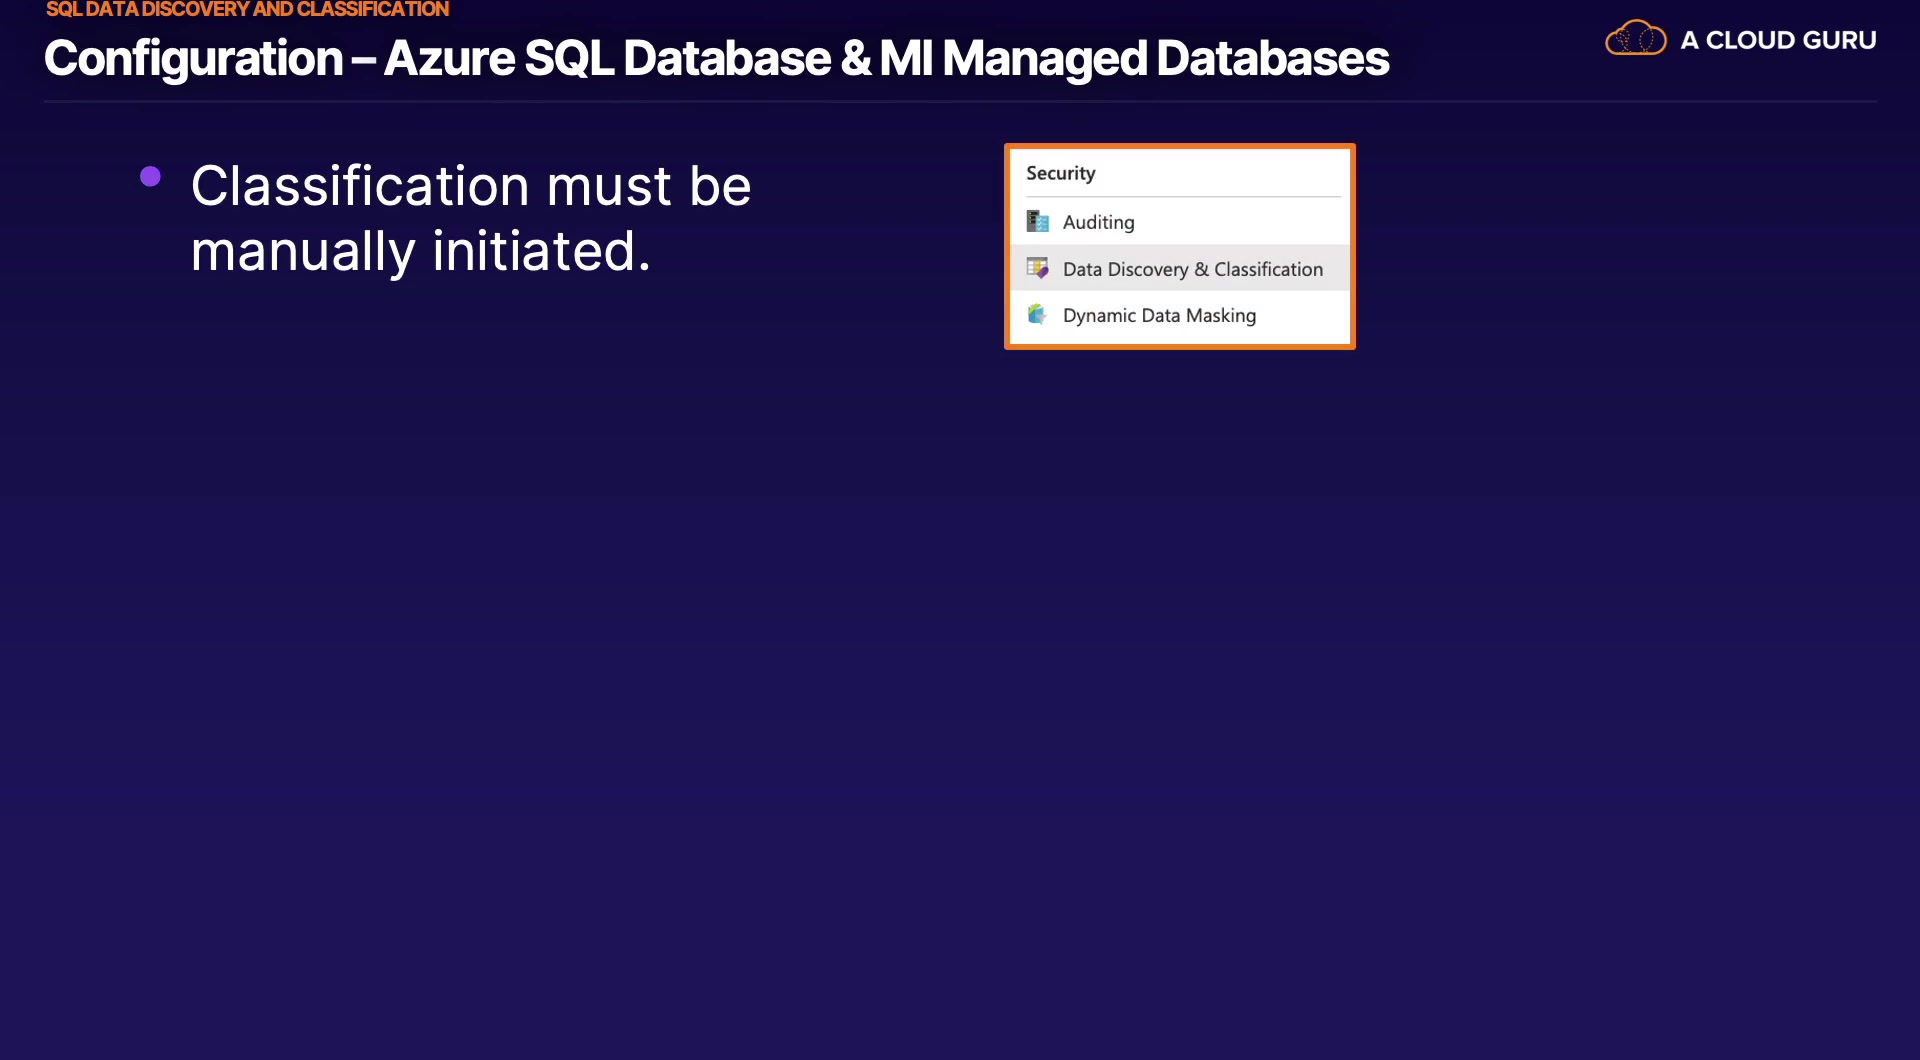 SQL DATA DISCOVERY AND CLASSIFICATION
Configuration – Azure SQL Database & MI Managed Databases
A CLOUD GURU
Classification must be
manually initiated.
Security
Auditing
Data Discovery & Classification
Dynamic Data Masking